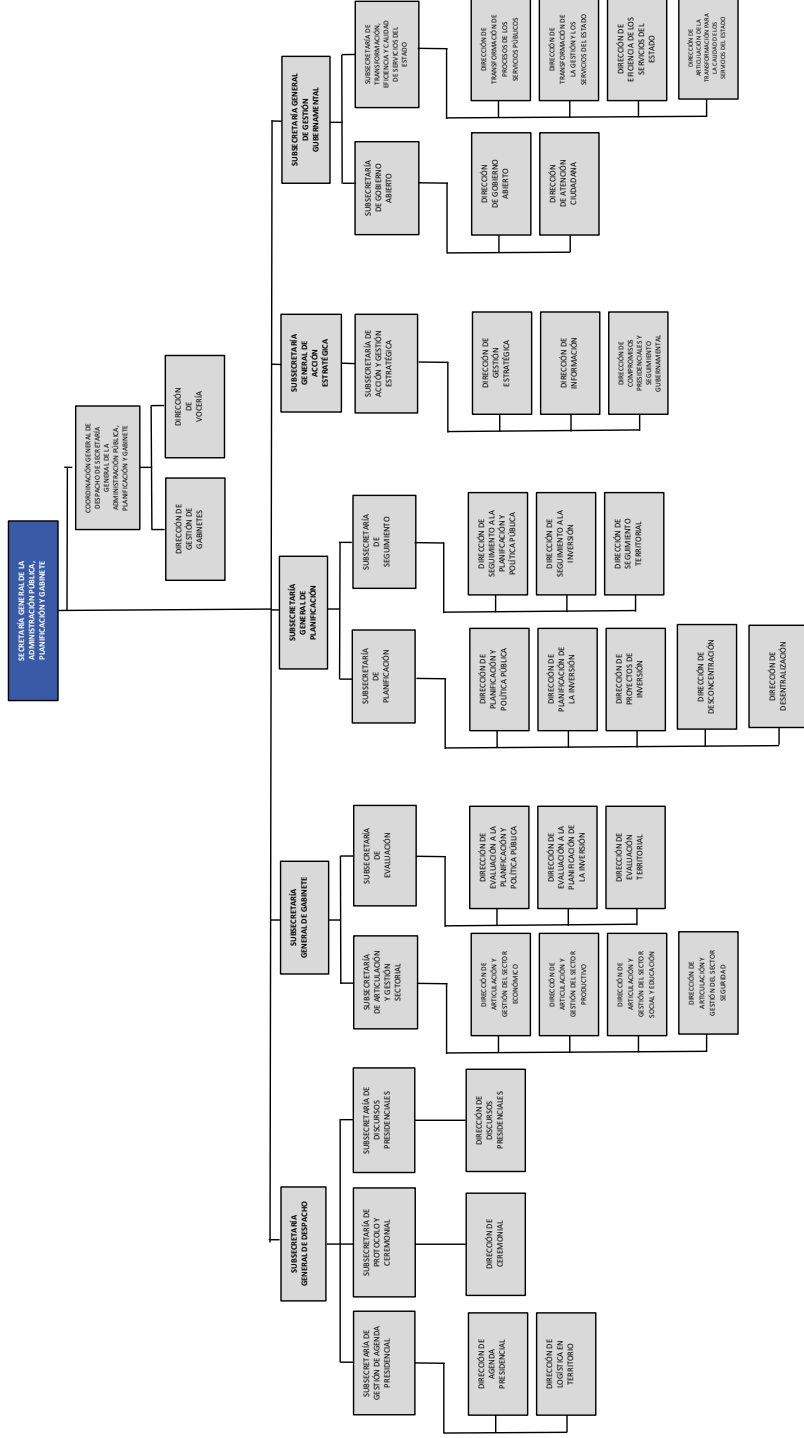 SECRETARÍA GENERAL DE LA
ADMINISTRACIÓN PÚBLICA,
PLANIFICACIÓN Y GABINETE
COORDINACIÓN GENERAL DE
DESPACHO DE SECRETARÍA
GENERAL DE LA
ADMINISTRACIÓN PÚBLICA,
PLANIFICACIÓN Y GABINETE
DIRECCIÓN DE
GESTIÓN DE
GABINETES
DIRECCIÓN
DE
VOCERÍA
SUBSECRETARÍA
GENERAL DE DESPACHO
SUBSECRETARÍA
GENERAL DE GABINETE
SUBSECRETARÍA
GENERAL DE
PLANIFICACIÓN
SUBSECRETARÍA
GENERAL DE
ACCIÓN
ESTRATÉGICA
SUBSECRETARÍA GENERAL
DE GESTIÓN
GUBERNAMENTAL
SUBSECRETARÍA DE
GESTIÓN DE AGENDA
PRESIDENCIAL
SUBSECRETARÍA DE
PROTOCOLO Y
CEREMONIAL
SUBSECRETARÍA DE
DISCURSOS
PRESIDENCIALES
SUBSECRETARÍA
DE ARTICULACIÓN
Y GESTIÓN
SECTORIAL
SUBSECRETARÍA
DE
EVALUACIÓN
SUBSECRETARÍA
DE
PLANIFICACIÓN
SUBSECRETARÍA
DE
SEGUIMIENTO
SUBSECRETARÍA DE
ACCIÓN Y GESTIÓN
ESTRATÉGICA
SUBSECRETARÍA
DE GOBIERNO
ABIERTO
SUBSECRETARÍA DE
TRANSFORMACIÓN,
EFICIENCIA Y CALIDAD
DE SERVICIOS DEL
ESTADO
DIRECCIÓN DE
AGENDA
PRESIDENCIAL
DIRECCIÓN DE
LOGÍSTICA EN
TERRITORIO
DIRECCIÓN DE
CEREMONIAL
DIRECCIÓN DE
DISCURSOS
PRESIDENCIALES
DIRECCIÓN DE
ARTICULACIÓN Y
GESTIÓN DEL SECTOR
ECONÓMICO
DIRECCIÓN DE
ARTICULACIÓN Y
GESTIÓN DEL SECTOR
PRODUCTIVO
DIRECCIÓN DE
ARTICULACIÓN Y
GESTIÓN DEL SECTOR
SOCIAL Y EDUCACIÓN
DIRECCIÓN DE
ARTICULACIÓN Y
GESTIÓN DEL SECTOR
SEGURIDAD
DIRECCIÓN DE
EVALUACIÓN A LA
PLANIFICACIÓN Y
POLÍTICA PÚBLICA
DIRECCIÓN DE
EVALUACIÓN A LA
PLANIFICACIÓN DE
LA INVERSIÓN
DIRECCIÓN DE
EVALUACIÓN
TERRITORIAL
DIRECCIÓN DE
PLANIFICACIÓN Y
POLÍTICA PÚBLICA
DIRECCIÓN DE
PLANIFICACIÓN DE
LA INVERSIÓN
DIRECCIÓN DE
PROYECTOS DE
INVERSIÓN
DIRECCIÓN DE
DESCONCENTRACIÓN
DIRECCIÓN DE
DESENTRALIZACIÓN
DIRECCIÓN DE
SEGUIMIENTO A LA
PLANIFCACIÓN Y
POLÍTICA PÚBLICA
DIRECCIÓN DE
SEGUIMIENTO A LA
INVERSIÓN
DIRECCIÓN DE
SEGUIMIENTO
TERRITORIAL
DIRECCIÓN DE
GESTIÓN
ESTRATÉGICA
DIRECCIÓN DE
INFORMACIÓN
DIRECCIÓN DE
COMPROMISOS
PRESIDENCIALES Y
SEGUIMIENTO
GUBERNAMENTAL
DIRECCIÓN
DE GOBIERNO
ABIERTO
DIRECCIÓN
DE ATENCIÓN
CIUDADANA
DIRECCIÓN DE
TRANSFORMACIÓN DE
PROCESOS DE LOS
SERVICIOS PÚBLICOS
DIRECCIÓN DE
TRANSFORMACIÓN DE
LA GESTIÓN Y LOS
SERVICIOS DEL ESTADO
DIRECCIÓN DE
EFICIENCIA DE LOS
SERVICIOS DEL
ESTADO
DIRECCIÓN DE
ARTICULACIÓN DE LA
TRANSFORMACIÓN PARA
LA CALIDAD DE LOS
SERVICIOS DEL ESTADO